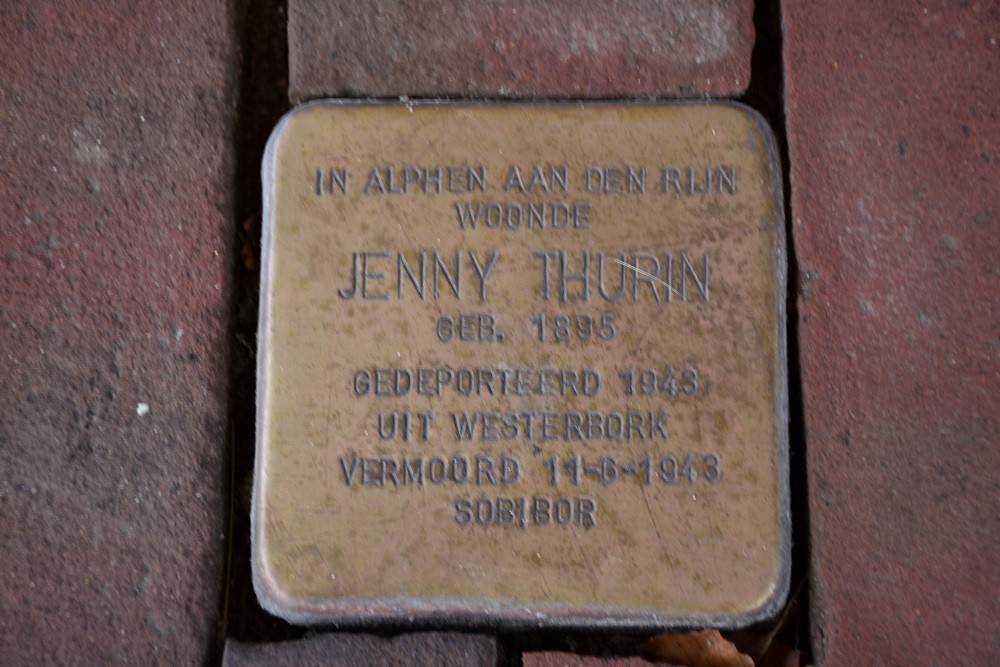 IN ALPHEN AAN DEN RIJN
WOONDE
JENNY THURIN
GEB. 1895
GEDEPORTEERD 1943
UIT WESTERBORK
VERMOORD 11-6-1943
SOBIBOR